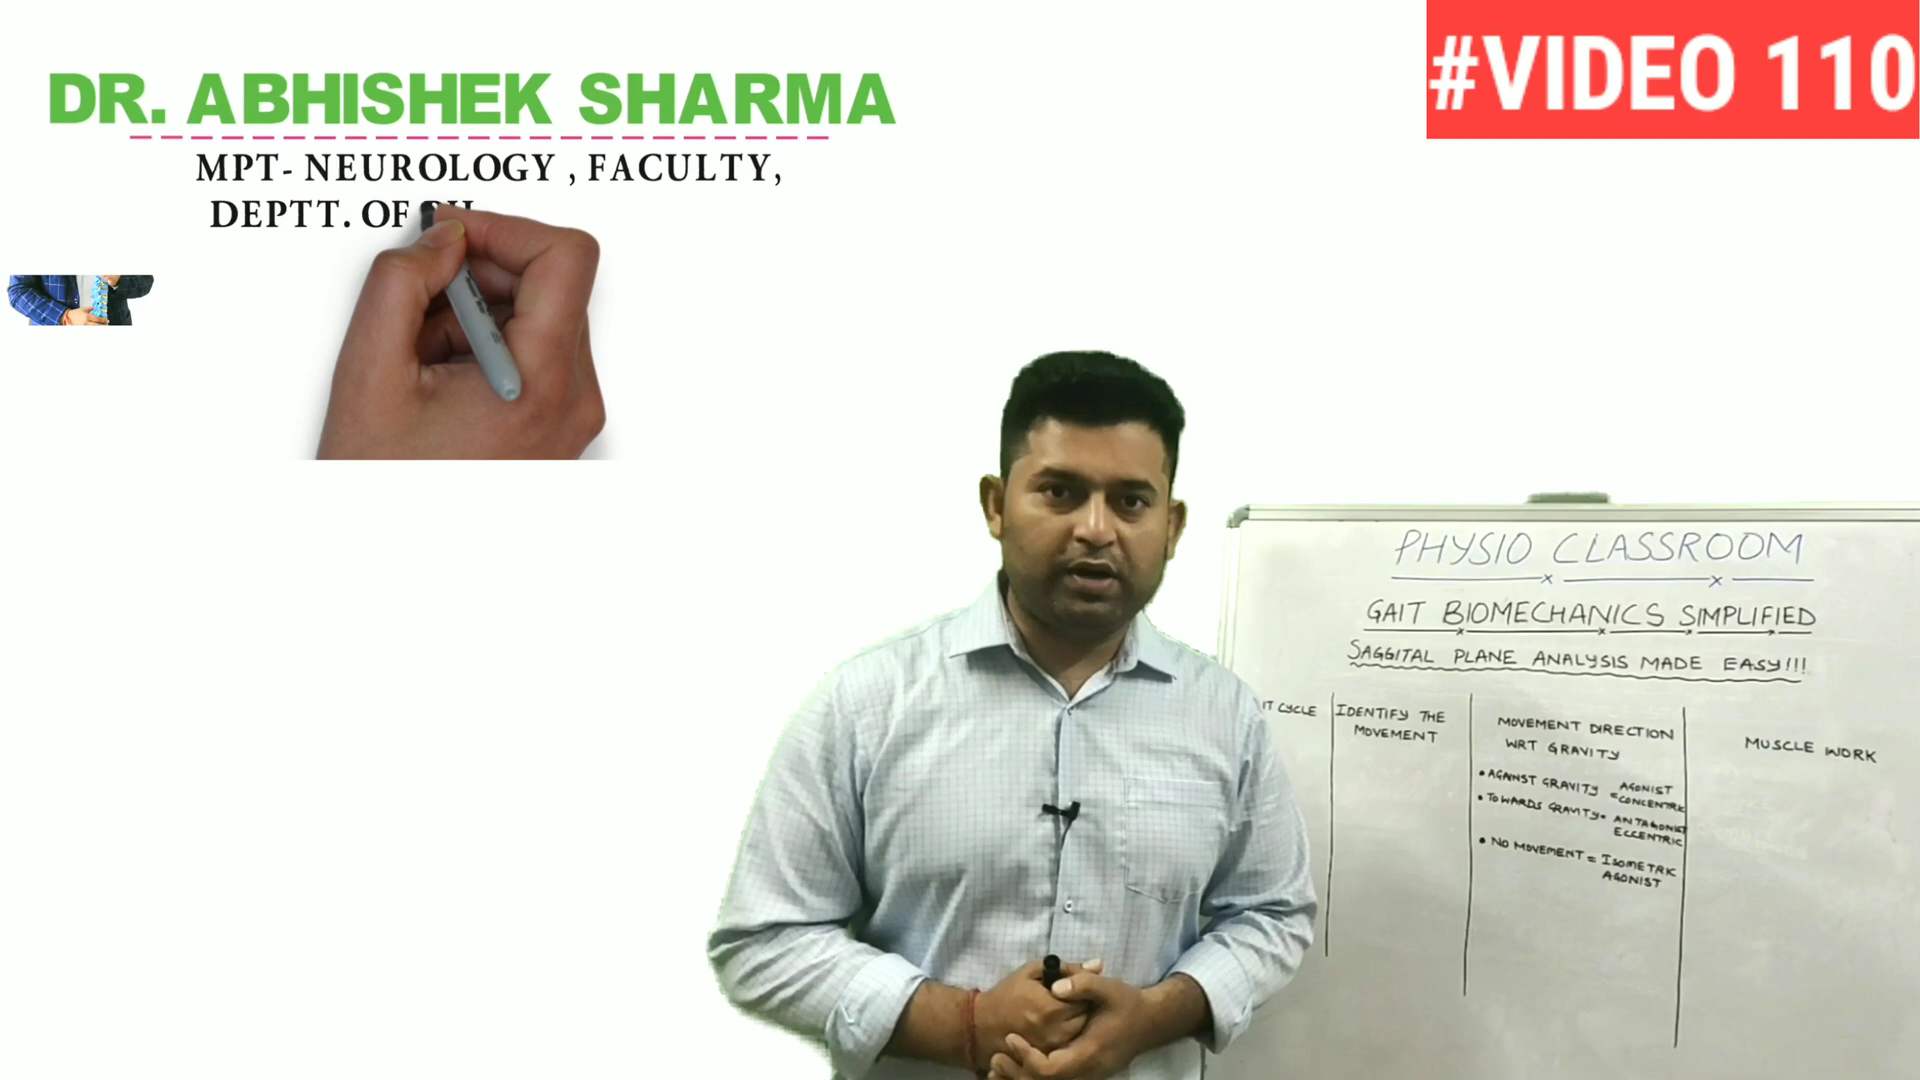 DR. ABHISHEK SHARMA
MPT- NEUROLOGY , FACULTY,
DEPTT. OF
#VIDEO 110
PHYSIO CLASSROOM
GAIT BIOMECHANICS SIMPLIFIED
SAGGITAL PLANE ANALYSIS MADE EASY!!!
IT CYCLE
IDENTIFY THE
MOVEMENT
MOVEMENT DIRECTION
WRT GRAVITY
• AGAINST GRAVITY = AGONIST
CONCENTRIC
• TOWARDS GRAVITY = ANTAGONIST
ECCENTRIC
• NO MOVEMENT = ISOMETRIC
AGONIST
MUSCLE WORK